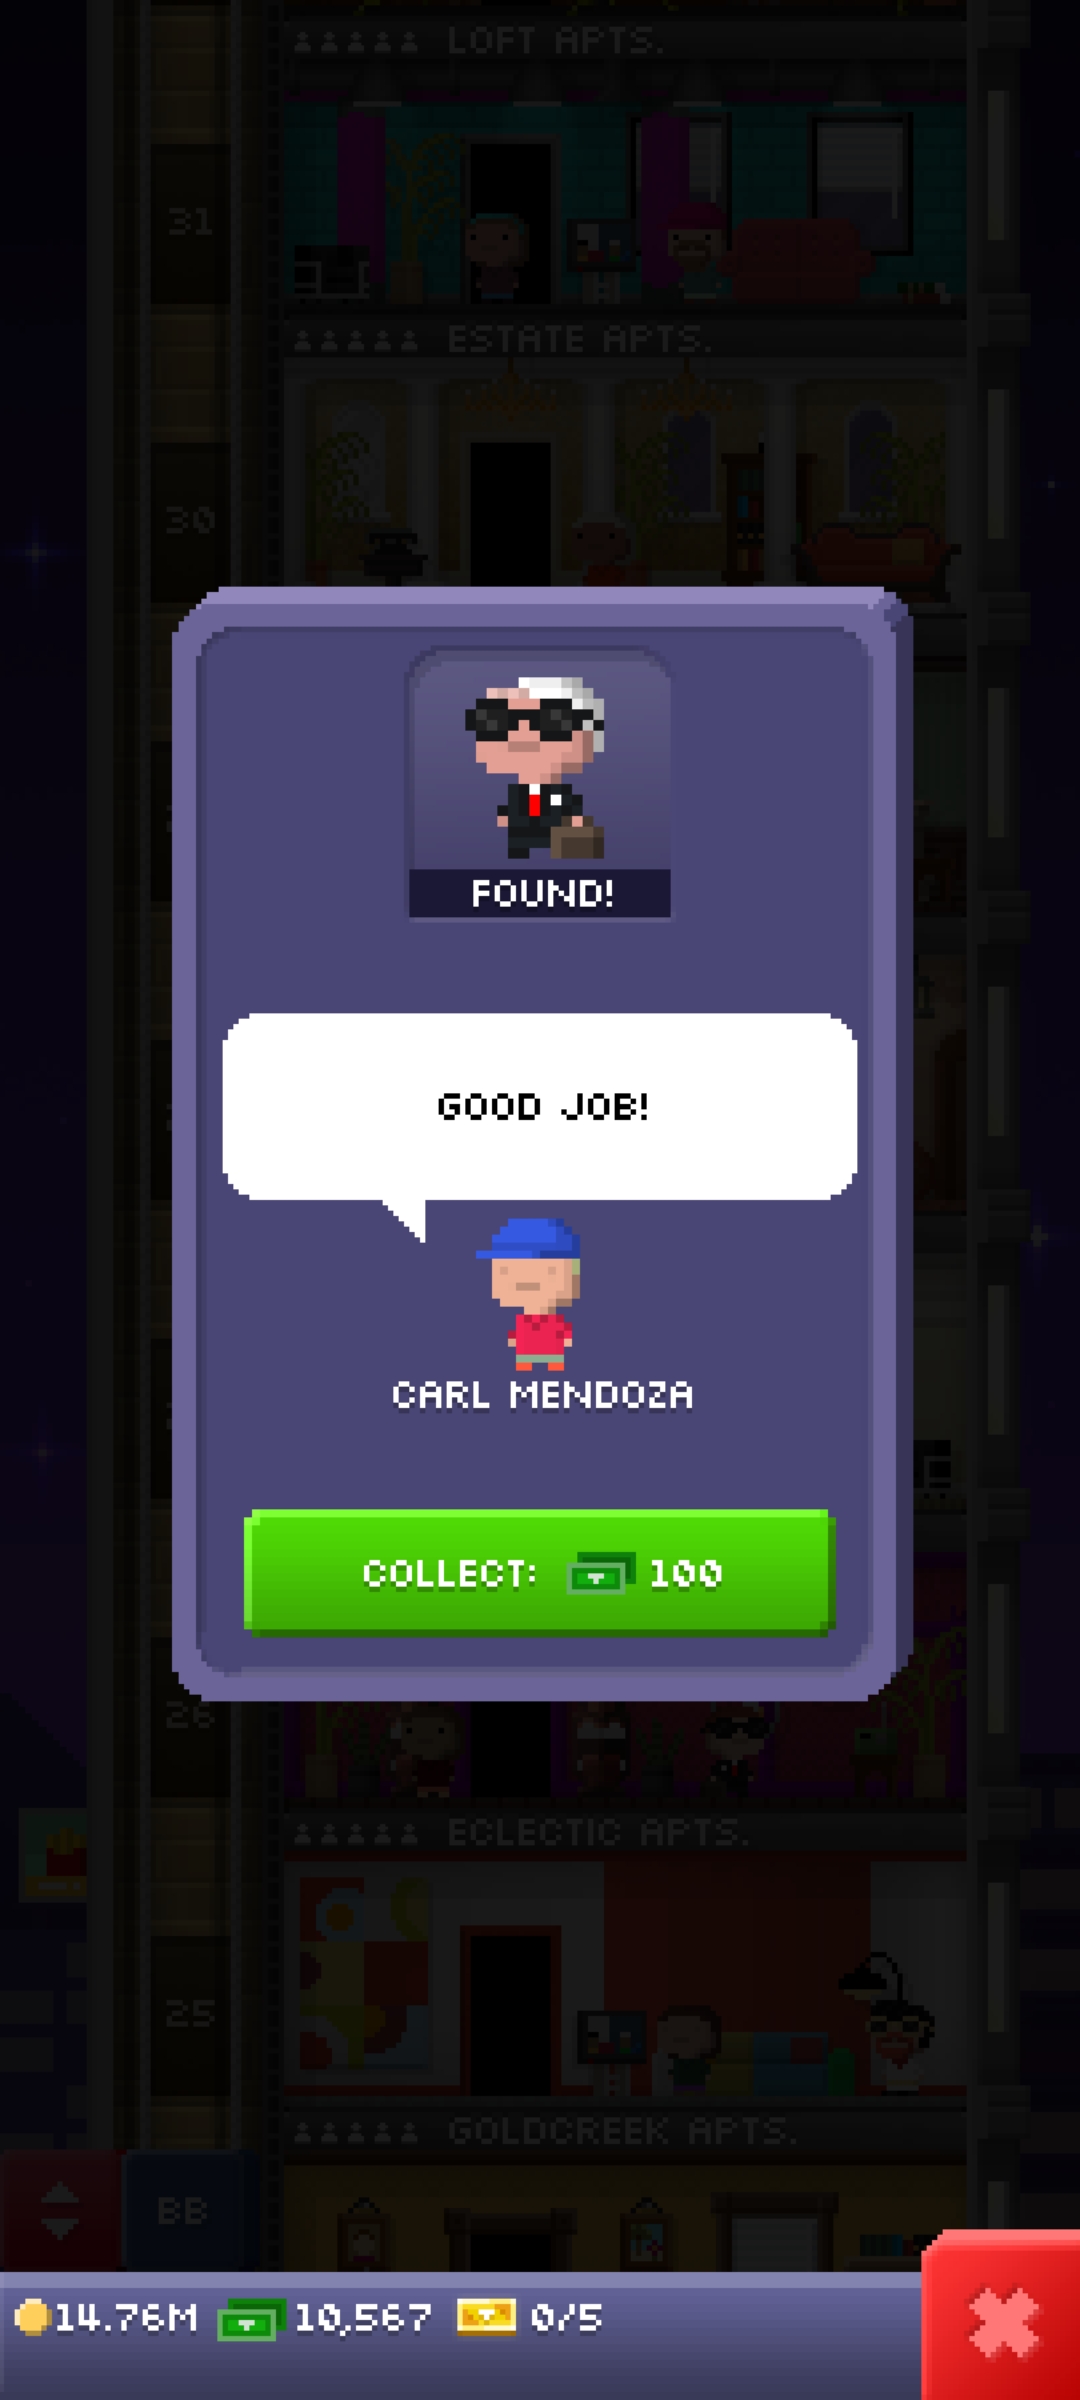 LOFT APTS.
31
ESTATE APTS.
30
FOUND!
GOOD JOB!
CARL MENDOZA
COLLECT: 100
26
ECLECTIC APTS.
25
GOLDCREEK APTS.
BB
14.76M 10,567 0/5